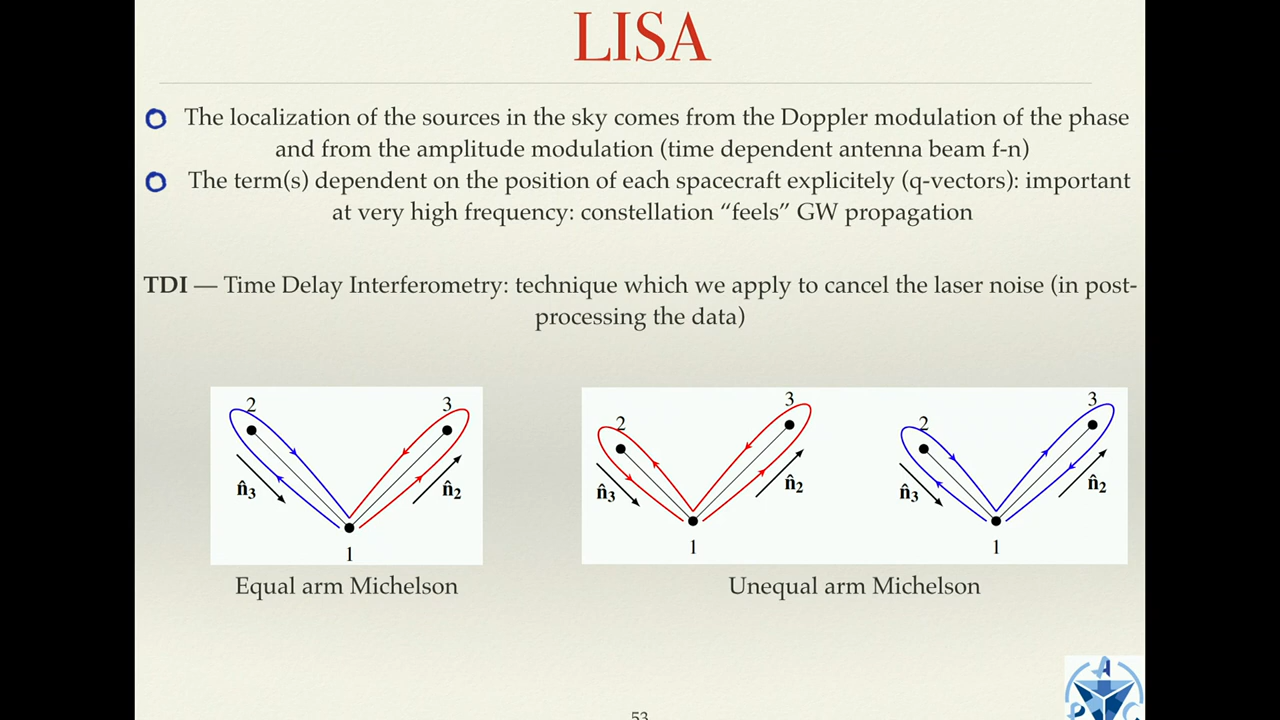 LISA
The localization of the sources in the sky comes from the Doppler modulation of the phase
and from the amplitude modulation (time dependent antenna beam f-n)
The term(s) dependent on the position of each spacecraft explicitely (q-vectors): important
at very high frequency: constellation “feels” GW propagation
TDI — Time Delay Interferometry: technique which we apply to cancel the laser noise (in post-
processing the data)
2 3
n̂3 n̂2
1
Equal arm Michelson
2 3
n̂3 n̂2
1
2 3
n̂3 n̂2
1
Unequal arm Michelson
A
P C
53